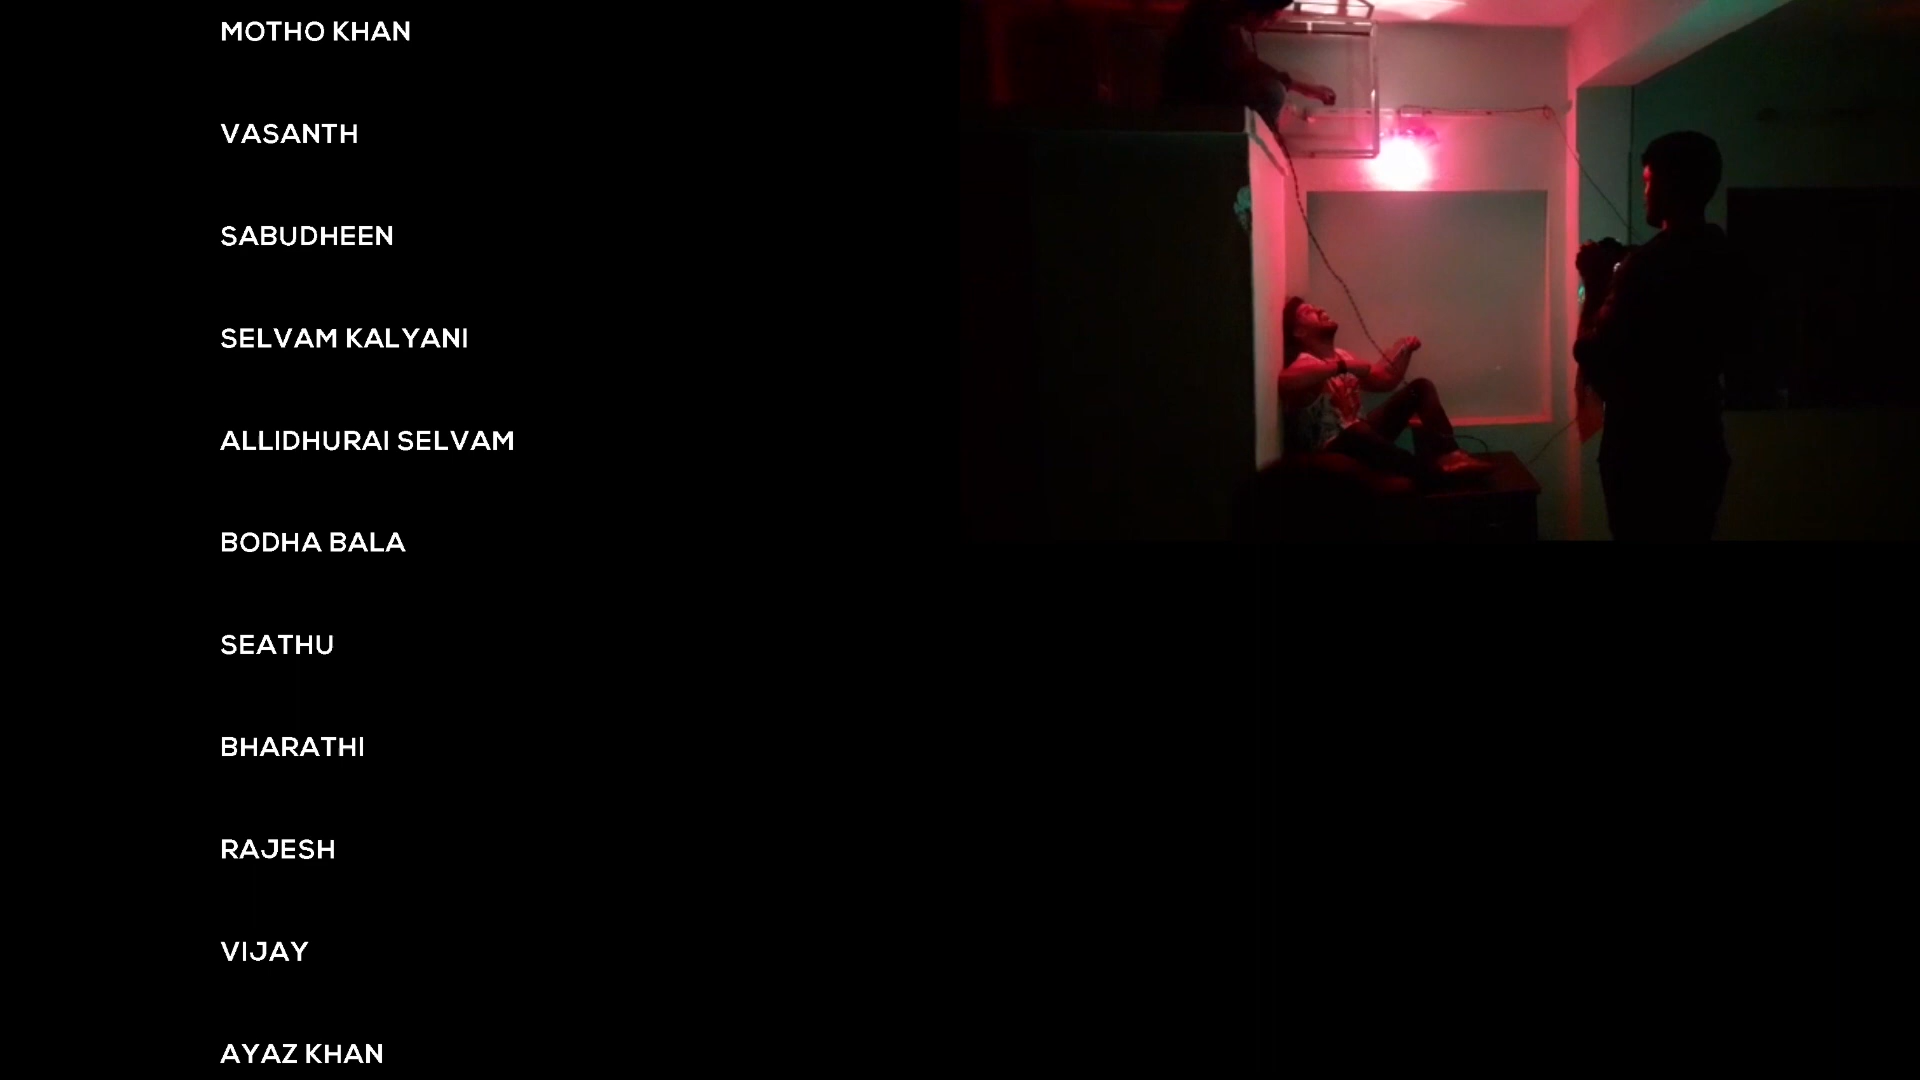 MOTHO KHAN
VASANTH
SABUDHEEN
SELVAM KALYANI
ALLIDHURAI SELVAM
BODHA BALA
SEATHU
BHARATHI
RAJESH
VIJAY
AYAZ KHAN